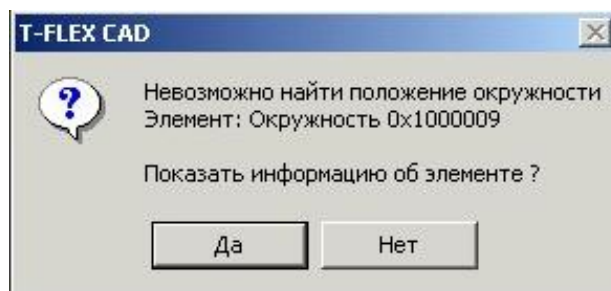 T-FLEX CAD
Невозможно найти положение окружности
Элемент: Окружность 0x1000009
Показать информацию об элементе ?
Да
Нет